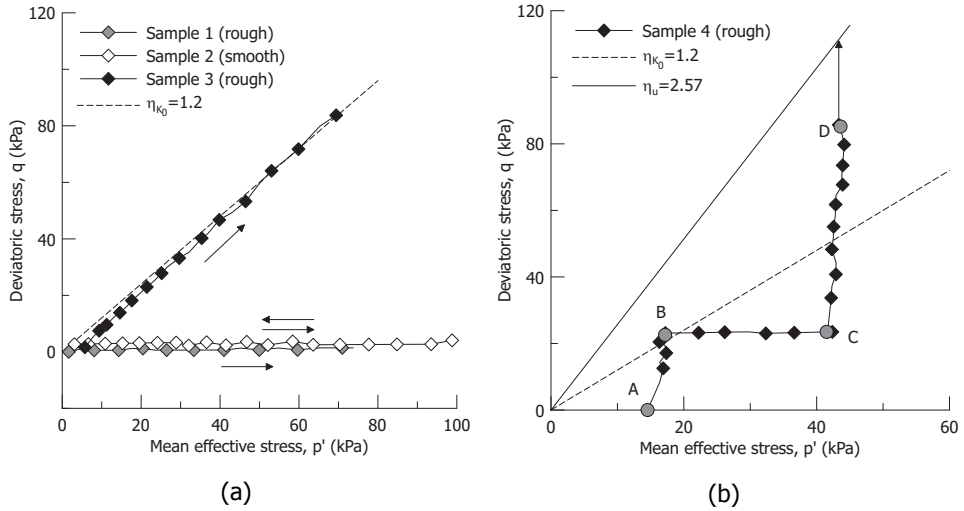 120
80
40
0
0
20
40
60
80
100
Deviatoric stress, q (kPa)
Mean effective stress, p' (kPa)
Sample 1 (rough)
Sample 2 (smooth)
Sample 3 (rough)
ηK0=1.2
(a)
120
80
40
0
0
20
40
60
Deviatoric stress, q (kPa)
Mean effective stress, p' (kPa)
Sample 4 (rough)
ηK0=1.2
ηu=2.57
D
B
C
A
(b)